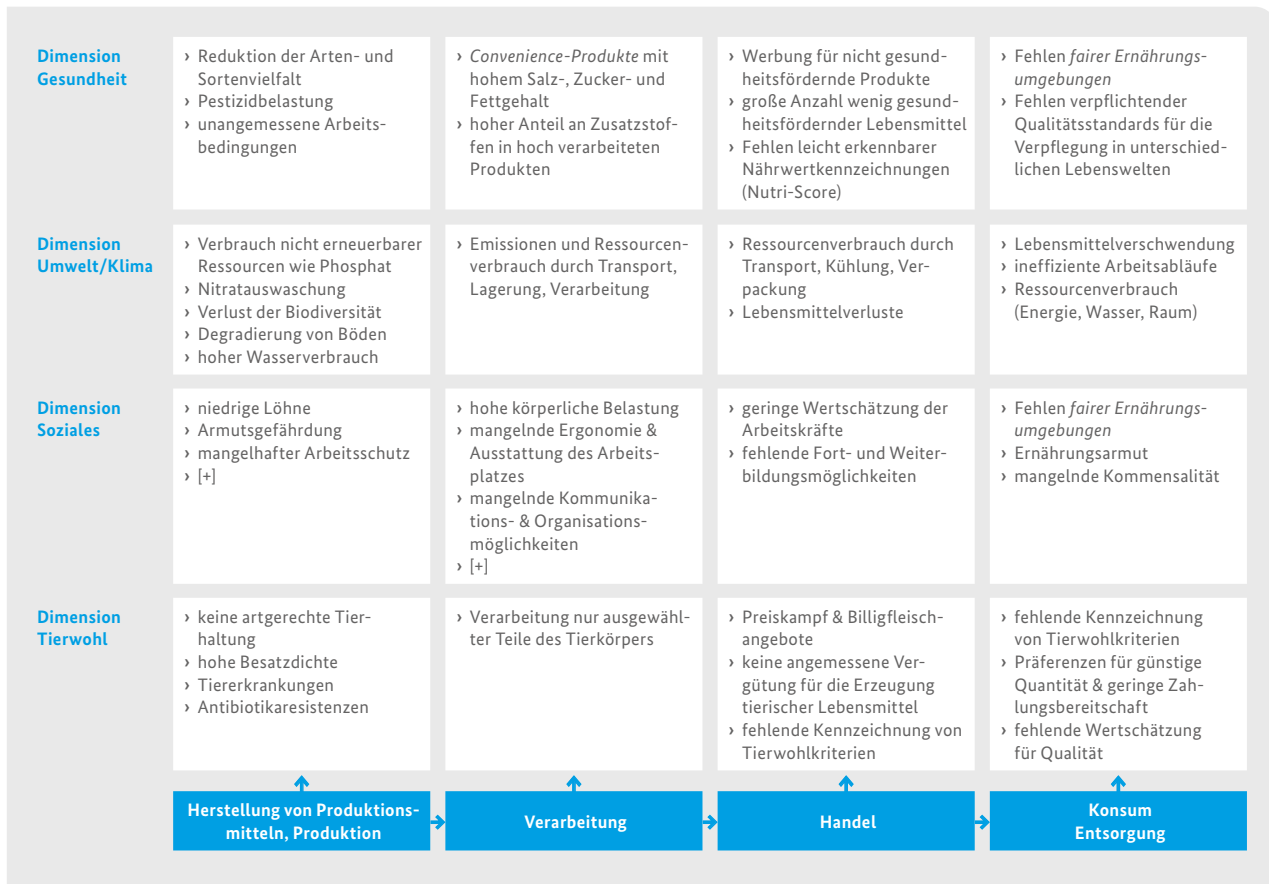 Dimension
Gesundheit
› Reduktion der Arten- und
Sortenvielfalt
› Pestizidbelastung
› unangemessene Arbeits-
bedingungen
› Convenience-Produkte mit
hohem Salz-, Zucker- und
Fettgehalt
› hoher Anteil an Zusatzstof-
fen in hoch verarbeiteten
Produkten
› Werbung für nicht gesund-
heitsfördernde Produkte
› große Anzahl wenig gesund-
heitsfördernder Lebensmittel
› Fehlen leicht erkennbarer
Nährwertkennzeichnungen
(Nutri-Score)
› Fehlen fairer Ernährungs-
umgebungen
› Fehlen verpflichtender
Qualitätsstandards für die
Verpflegung in unterschied-
lichen Lebenswelten
Dimension
Umwelt/Klima
› Verbrauch nicht erneuerbarer
Ressourcen wie Phosphat
› Nitratauswaschung
› Verlust der Biodiversität
› Degradierung von Böden
› hoher Wasserverbrauch
› Emissionen und Ressourcen-
verbrauch durch Transport,
Lagerung, Verarbeitung
› Ressourcenverbrauch durch
Transport, Kühlung, Ver-
packung
› Lebensmittelverluste
› Lebensmittelverschwendung
› ineffiziente Arbeitsabläufe
› Ressourcenverbrauch
(Energie, Wasser, Raum)
Dimension
Soziales
› niedrige Löhne
› Armutsgefährdung
› mangelhafter Arbeitsschutz
› [+]
› hohe körperliche Belastung
› mangelnde Ergonomie &
Ausstattung des Arbeits-
platzes
› mangelnde Kommunika-
tions- & Organisations-
möglichkeiten
› [+]
› geringe Wertschätzung der
Arbeitskräfte
› fehlende Fort- und Weiter-
bildungsmöglichkeiten
› Fehlen fairer Ernährungs-
umgebungen
› Ernährungsarmut
› mangelnde Kommensalität
Dimension
Tierwohl
› keine artgerechte Tier-
haltung
› hohe Besatzdichte
› Tiererkrankungen
› Antibiotikaresistenzen
› Verarbeitung nur ausgewähl-
ter Teile des Tierkörpers
› Preiskampf & Billigfleisch-
angebote
› keine angemessene Ver-
gütung für die Erzeugung
tierischer Lebensmittel
› fehlende Kennzeichnung von
Tierwohlkriterien
› fehlende Kennzeichnung
von Tierwohlkriterien
› Präferenzen für günstige
Quantität & geringe Zah-
lungsbereitschaft
› fehlende Wertschätzung
für Qualität
Herstellung von Produktions-
mitteln, Produktion
Verarbeitung
Handel
Konsum
Entsorgung